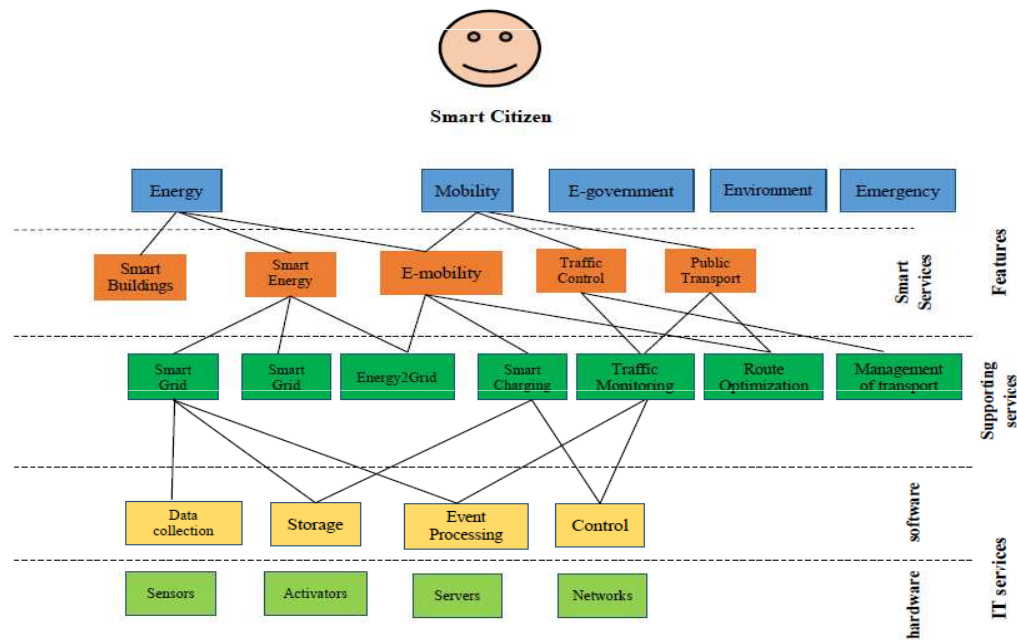 Smart Citizen
Energy
Mobility
E-government
Environment
Emergency
Smart
Buildings
Smart
Energy
E-mobility
Traffic
Control
Public
Transport
Smart
Services
Features
Smart
Grid
Smart
Grid
Energy2Grid
Smart
Charging
Traffic
Monitoring
Route
Optimization
Management
of transport
Supporting
services
Data
collection
Storage
Event
Processing
Control
software
IT services
Sensors
Activators
Servers
Networks
hardware